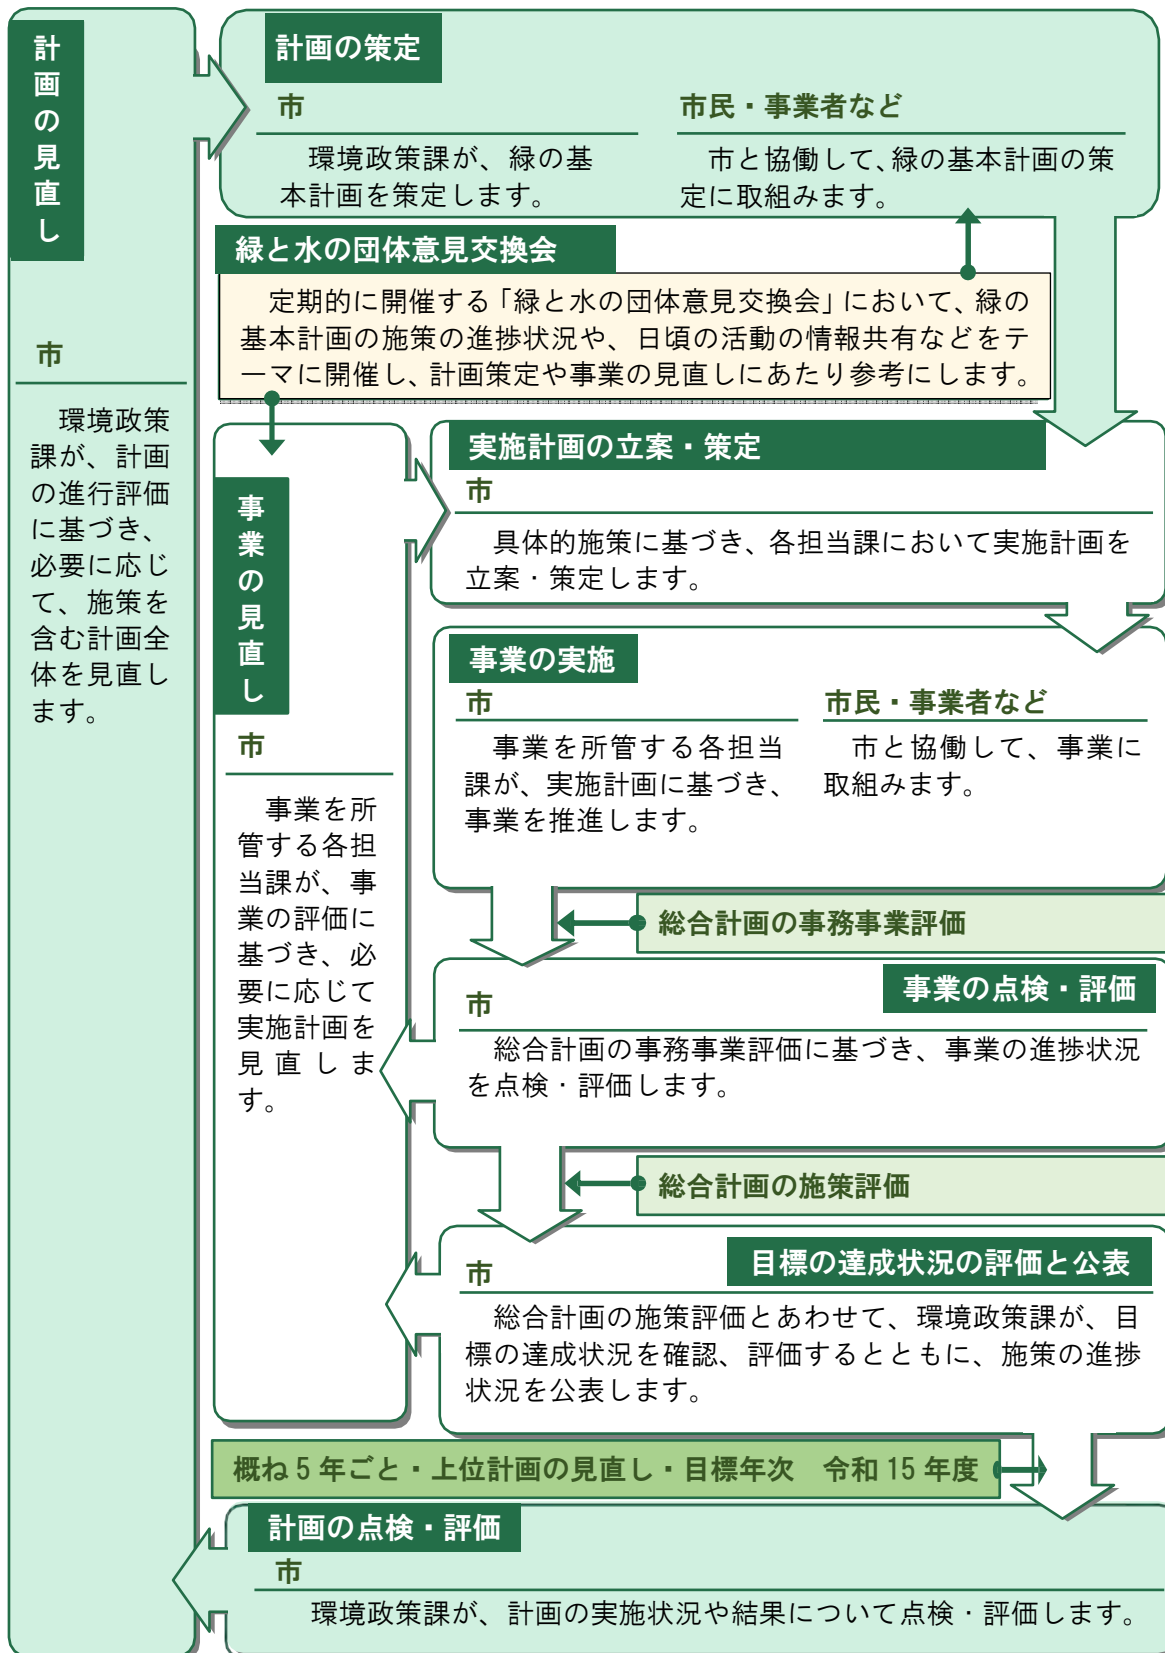 計画の見直し
市
環境政策
課が、計画
の進行評価
に基づき、
必要に応じ
て、施策を
含む計画全
体を見直し
ます。
計画の策定
市
環境政策課が、緑の基
本計画を策定します。
市民・事業者など
市と協働して、緑の基本計画の策
定に取組みます。
緑と水の団体意見交換会
定期的に開催する「緑と水の団体意見交換会」において、緑の
基本計画の施策の進捗状況や、日頃の活動の情報共有などをテ
ーマに開催し、計画策定や事業の見直しにあたり参考にします。
事業の見直し
市
事業を所
管する各担
当課が、事
業の評価に
基づき、必
要に応じて
実施計画を
見直しま
す。
実施計画の立案・策定
市
具体的施策に基づき、各担当課において実施計画を
立案・策定します。
事業の実施
市
事業を所管する各担当
課が、実施計画に基づき、
事業を推進します。
市民・事業者など
市と協働して、事業に
取組みます。
総合計画の事務事業評価
事業の点検・評価
市
総合計画の事務事業評価に基づき、事業の進捗状況
を点検・評価します。
総合計画の施策評価
目標の達成状況の評価と公表
市
総合計画の施策評価とあわせて、環境政策課が、目
標の達成状況を確認、評価するとともに、施策の進捗
状況を公表します。
概ね5年ごと・上位計画の見直し・目標年次　令和15年度
計画の点検・評価
市
環境政策課が、計画の実施状況や結果について点検・評価します。